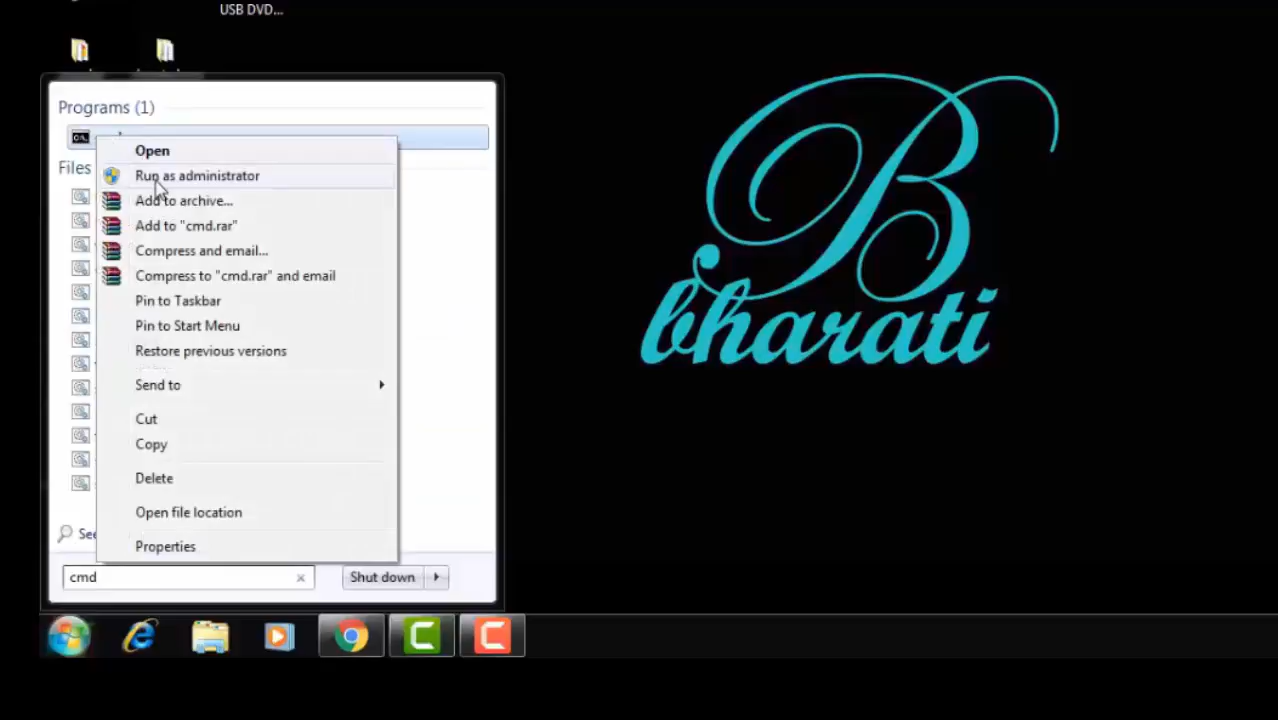 USB DVD...
Programs (1)
Open
Files
Run as administrator
Add to archive...
Add to "cmd.rar"
Compress and email...
Compress to "cmd.rar" and email
Pin to Taskbar
Pin to Start Menu
Restore previous versions
Send to
Cut
Copy
Delete
Open file location
Properties
cmd
Shut down
B
bharati